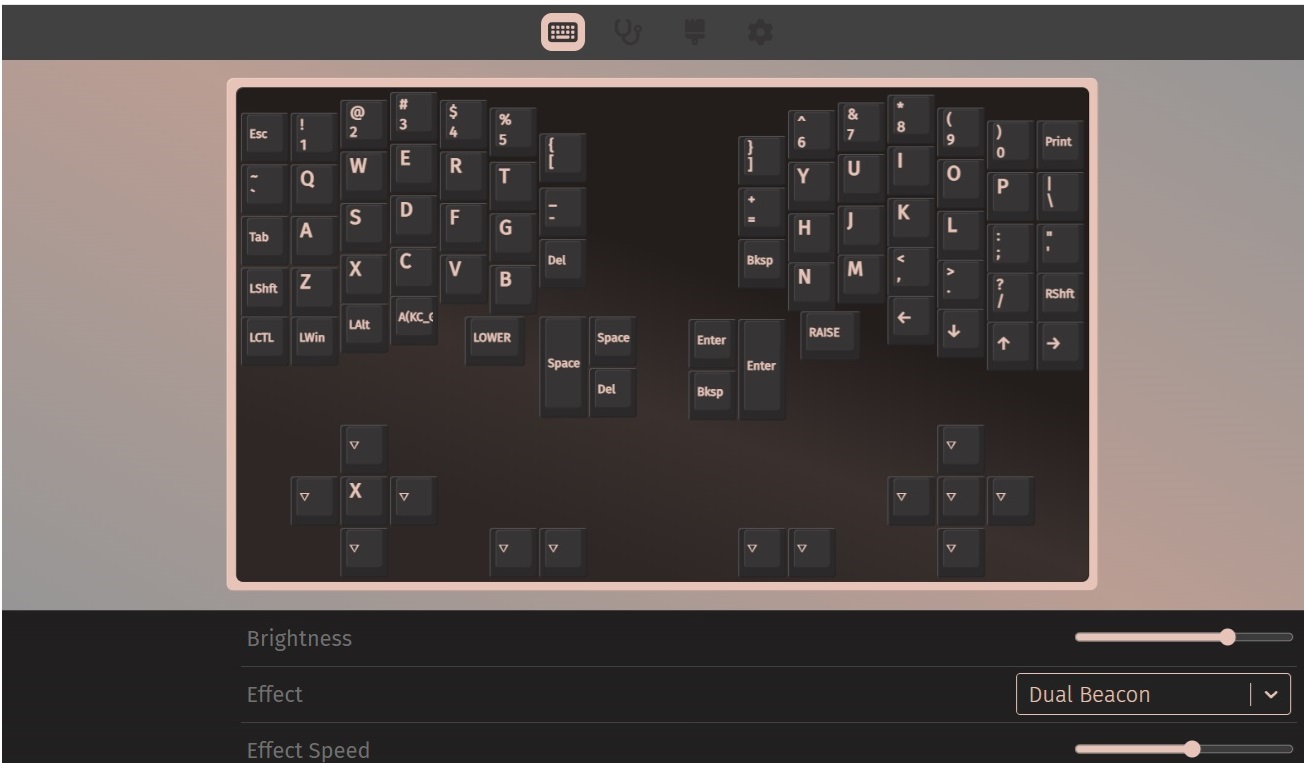 Esc
!
1
@
2
#
3
$
4
%
5
{
[
}
]
^
6
&
7
*
8
(
9
)
0
Print
~
`
Q
W
E
R
T
_
-
+
=
Y
U
I
O
P
|
\
Tab
A
S
D
F
G
Del
Bksp
H
J
K
L
:
;
"
'
LShft
Z
X
C
V
B
N
M
<
,
>
.
?
/
RShft
LCTL
LWin
LAlt
A(KC_G
LOWER
Space
Space
Del
Enter
Bksp
Enter
RAISE
←
↓
↑
→
▽
▽
▽
X
▽
▽
▽
▽
▽
▽
▽
▽
▽
▽
Brightness
Effect
Dual Beacon
Effect Speed